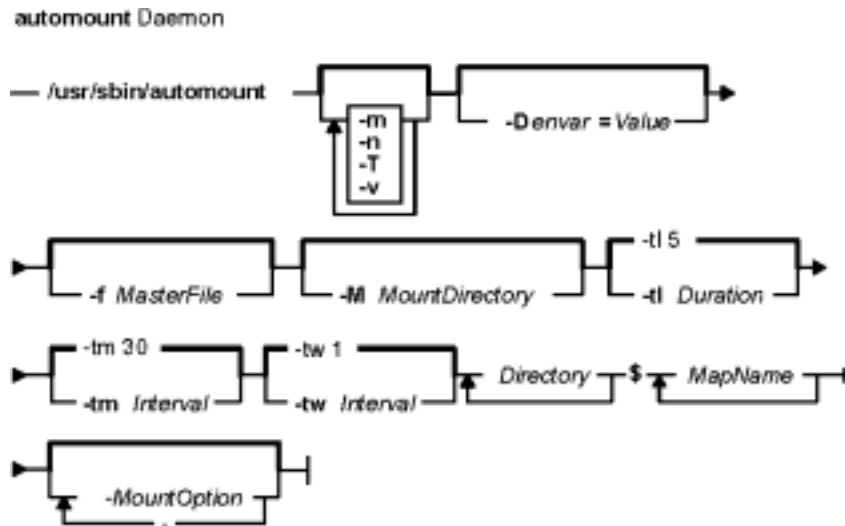 automount Daemon
/usr/sbin/automount
-m
-n
-T
-v
-D envar =Value
-f MasterFile
-M MountDirectory
-tl 5
-tl Duration
-tm 30
-tm Interval
-tw 1
-tw Interval
Directory
$
MapName
-MountOption
,